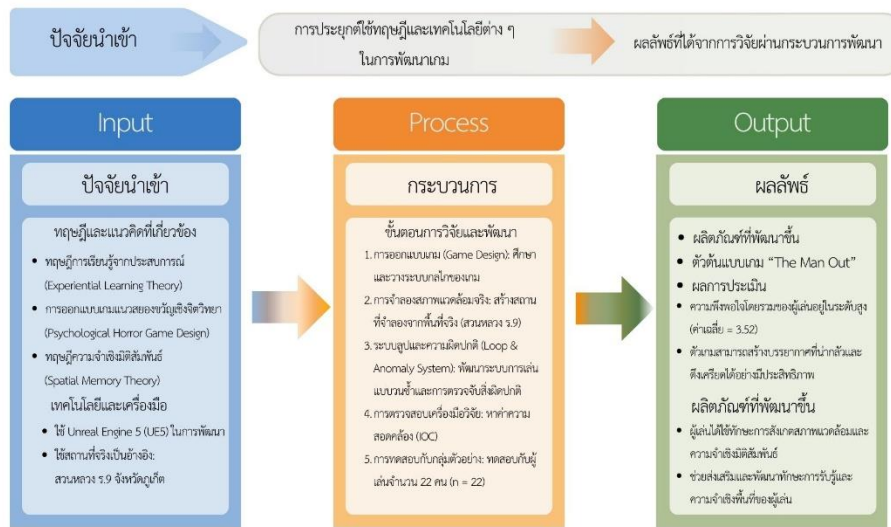 ปัจจัยนำเข้า
การประยุกต์ใช้ทฤษฎีและเทคโนโลยีต่าง ๆ
ในการพัฒนาเกม
ผลลัพธ์ที่ได้จากการวิจัยผ่านกระบวนการพัฒนา
Input
ปัจจัยนำเข้า
ทฤษฎีและแนวคิดที่เกี่ยวข้อง
• ทฤษฎีการเรียนรู้จากประสบการณ์
(Experiential Learning Theory)
• การออกแบบเกมแนวสยองขวัญเชิงจิตวิทยา
(Psychological Horror Game Design)
• ทฤษฎีความจำเชิงมิติสัมพันธ์
(Spatial Memory Theory)
เทคโนโลยีและเครื่องมือ
• ใช้ Unreal Engine 5 (UE5) ในการพัฒนา
• ใช้สถานที่จริงเป็นอ้างอิง:
สวนหลวง ร.9 จังหวัดภูเก็ต
Process
กระบวนการ
ขั้นตอนการวิจัยและพัฒนา
1. การออกแบบเกม (Game Design): ศึกษา
และวางระบบกลไกของเกม
2. การจำลองสภาพแวดล้อมจริง: สร้างสถาน
ที่จำลองจากพื้นที่จริง (สวนหลวง ร.9)
3. ระบบลูปและความผิดปกติ (Loop &
Anomaly System): พัฒนาระบบการเล่น
แบบวนซ้ำและการตรวจจับสิ่งผิดปกติ
4. การตรวจสอบเครื่องมือวิจัย: หาค่าความ
สอดคล้อง (IOC)
5. การทดสอบกับกลุ่มตัวอย่าง: ทดสอบกับผู้
เล่นจำนวน 22 คน (n = 22)
Output
ผลลัพธ์
• ผลิตภัณฑ์ที่พัฒนาขึ้น
• ตัวต้นแบบเกม “The Man Out”
• ผลการประเมิน
• ความพึงพอใจโดยรวมของผู้เล่นอยู่ในระดับสูง
(ค่าเฉลี่ย = 3.52)
• ตัวเกมสามารถสร้างบรรยากาศที่น่ากลัวและ
ตึงเครียดได้อย่างมีประสิทธิภาพ
ผลิตภัณฑ์ที่พัฒนาขึ้น
• ผู้เล่นได้ใช้ทักษะการสังเกตสภาพแวดล้อมและ
ความจำเชิงมิติสัมพันธ์
• ช่วยส่งเสริมและพัฒนาทักษะการรับรู้และ
ความจำเชิงพื้นที่ของผู้เล่น